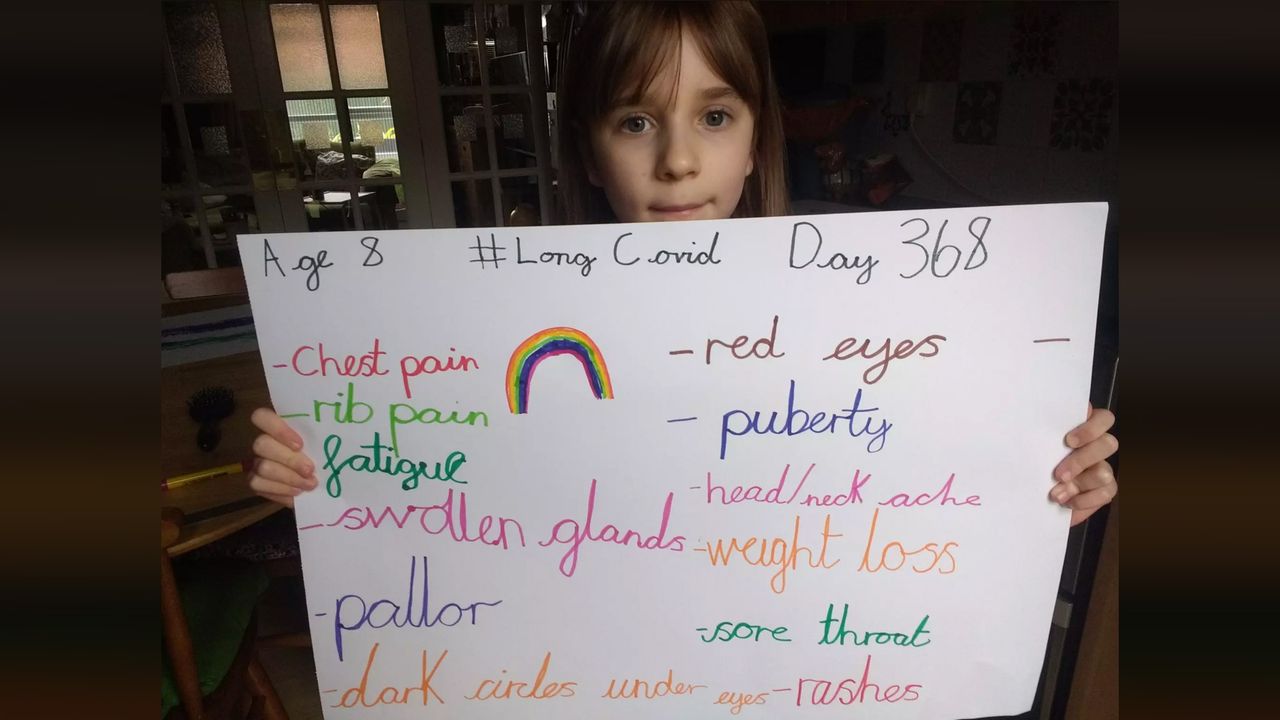 Age 8 #Long Covid Day 368
-Chest pain
-rib pain
fatigue
-swollen glands
-pallor
-dark circles under eyes
-red eyes -
- puberty
-head/neck ache
-weight loss
-sore throat
-rashes